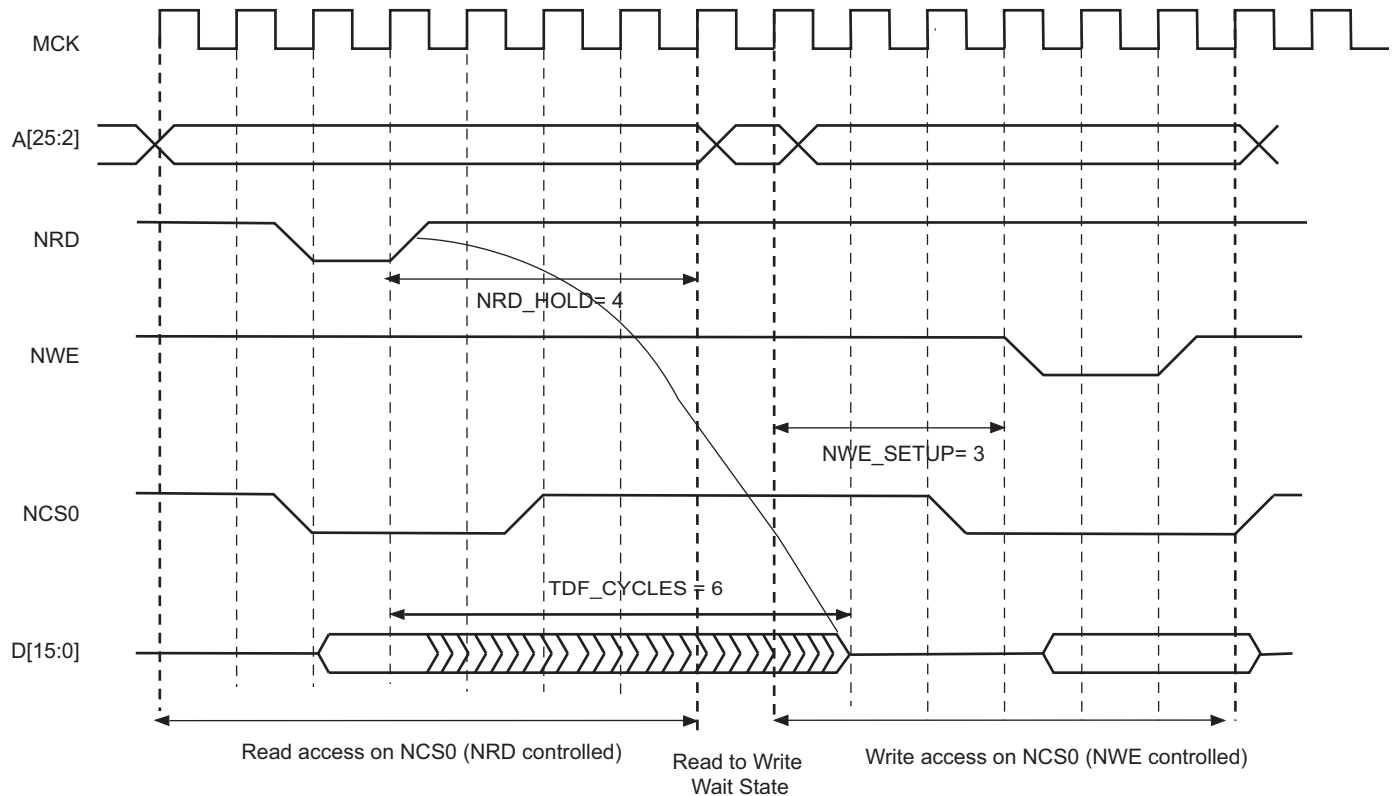 MCK
A[25:2]
NRD
NRD_HOLD= 4
NWE
NWE_SETUP= 3
NCS0
TDF_CYCLES = 6
D[15:0]
Read access on NCS0 (NRD controlled)
Read to Write
Wait State
Write access on NCS0 (NWE controlled)